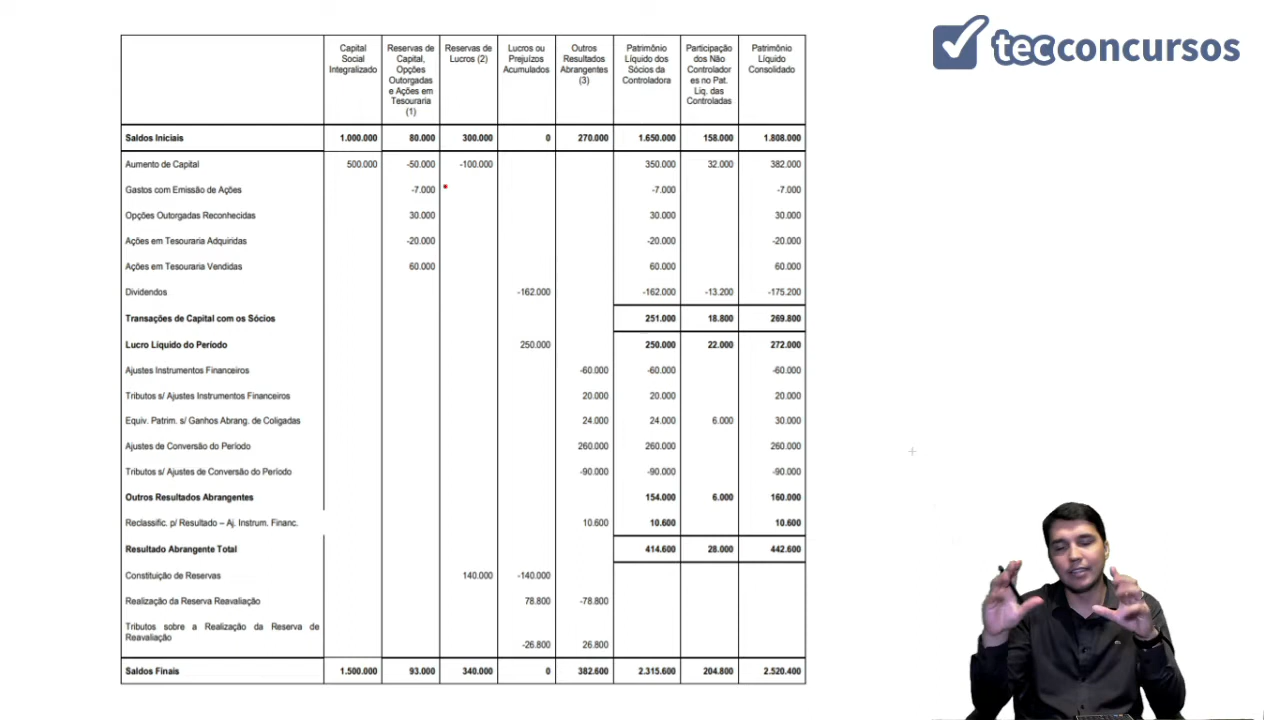 tecconcursos
Capital
Social
Integralizado
Reservas de
Capital,
Opções
Outorgadas
e Ações em
Tesouraria
(1)
Reservas de
Lucros (2)
Lucros ou
Prejuízos
Acumulados
Outros
Resultados
Abrangentes
(3)
Patrimônio
Líquido dos
Sócios da
Controladora
Participação
dos Não
Controlador
es no Pat.
Liq. das
Controladas
Patrimônio
Líquido
Consolidado
Saldos Iniciais 1.000.000 80.000 300.000 0 270.000 1.650.000 158.000 1.808.000
Aumento de Capital 500.000 -50.000 -100.000 350.000 32.000 382.000
Gastos com Emissão de Ações -7.000 -7.000 -7.000
Opções Outorgadas Reconhecidas 30.000 30.000 30.000
Ações em Tesouraria Adquiridas -20.000 -20.000 -20.000
Ações em Tesouraria Vendidas 60.000 60.000 60.000
Dividendos -162.000 -162.000 -13.200 -175.200
Transações de Capital com os Sócios 251.000 18.800 269.800
Lucro Líquido do Período 250.000 250.000 22.000 272.000
Ajustes Instrumentos Financeiros -60.000 -60.000 -60.000
Tributos s/ Ajustes Instrumentos Financeiros 20.000 20.000 20.000
Equiv. Patrim. s/ Ganhos Abrang. de Coligadas 24.000 24.000 6.000 30.000
Ajustes de Conversão do Período 260.000 260.000 260.000
Tributos s/ Ajustes de Conversão do Período -90.000 -90.000 -90.000
Outros Resultados Abrangentes 154.000 6.000 160.000
Reclassific. p/ Resultado – Aj. Instrum. Financ. 10.600 10.600 10.600
Resultado Abrangente Total 414.600 28.000 442.600
Constituição de Reservas 140.000 -140.000
Realização da Reserva Reavaliação 78.800 -78.800
Tributos sobre a Realização da Reserva de
Reavaliação -26.800 26.800
Saldos Finais 1.500.000 93.000 340.000 0 382.600 2.315.600 204.800 2.520.400